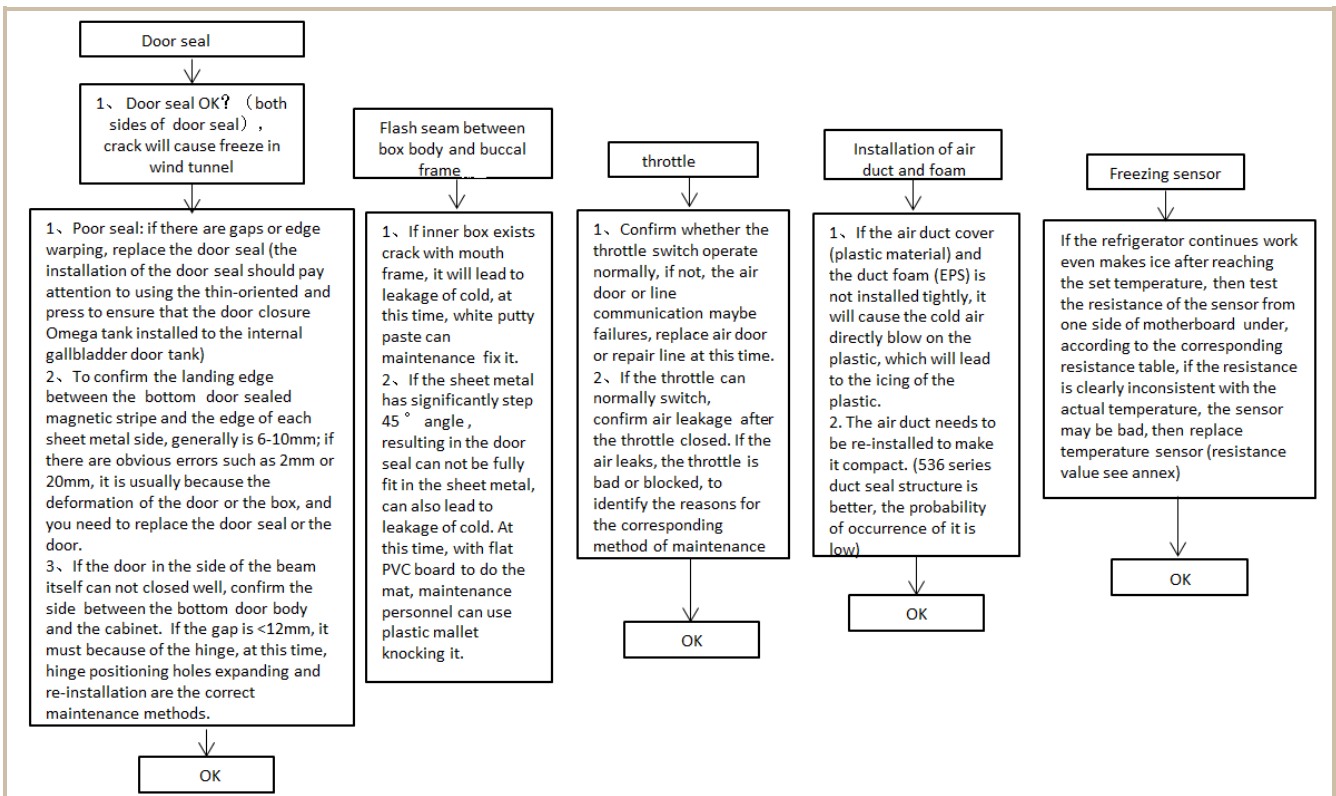 Door seal
1、Door seal OK？（both
sides of door seal）,
crack will cause freeze in
wind tunnel
1、Poor seal: if there are gaps or edge
warping, replace the door seal (the
installation of the door seal should pay
attention to using the thin-oriented and
press to ensure that the door closure
Omega tank installed to the internal
gallbladder door tank)
2、To confirm the landing edge
between the bottom door sealed
magnetic stripe and the edge of each
sheet metal side, generally is 6-10mm; if
there are obvious errors such as 2mm or
20mm, it is usually because the
deformation of the door or the box, and
you need to replace the door seal or the
door.
3、If the door in the side of the beam
itself can not closed well, confirm the
side between the bottom door body
and the cabinet. If the gap is <12mm, it
must because of the hinge, at this time,
hinge positioning holes expanding and
re-installation are the correct
maintenance methods.
OK
Flash seam between
box body and buccal
frame...
1、If inner box exists
crack with mouth
frame, it will lead to
leakage of cold, at
this time, white putty
paste can
maintenance fix it.
2、If the sheet metal
has significantly step
45° angle,
resulting in the door
seal can not be fully
fit in the sheet metal,
can also lead to
leakage of cold. At
this time, with flat
PVC board to do the
mat, maintenance
personnel can use
plastic mallet
knocking it.
throttle
1、Confirm whether the
throttle switch operate
normally, if not, the air
door or line
communication maybe
failures, replace air door
or repair line at this time.
2、If the throttle can
normally switch,
confirm air leakage after
the throttle closed. If the
air leaks, the throttle is
bad or blocked, to
identify the reasons for
the corresponding
method of maintenance
OK
Installation of air
duct and foam
1、If the air duct cover
(plastic material) and
the duct foam (EPS) is
not installed tightly, it
will cause the cold air
directly blow on the
plastic, which will lead
to the icing of the
plastic.
2. The air duct needs to
be re-installed to make
it compact. (536 series
duct seal structure is
better, the probability
of occurrence of it is
low)
OK
Freezing sensor
If the refrigerator continues work
even makes ice after reaching
the set temperature, then test
the resistance of the sensor from
one side of motherboard under,
according to the corresponding
resistance table, if the resistance
is clearly inconsistent with the
actual temperature, the sensor
may be bad, then replace
temperature sensor (resistance
value see annex)
OK